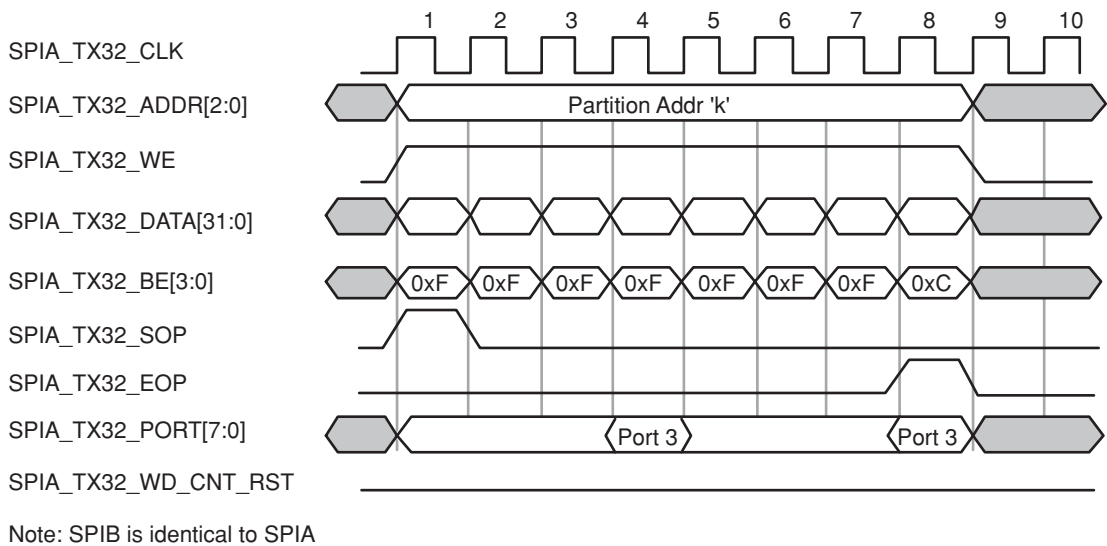 1 2 3 4 5 6 7 8 9 10
SPIA_TX32_CLK
SPIA_TX32_ADDR[2:0] Partition Addr 'k'
SPIA_TX32_WE
SPIA_TX32_DATA[31:0]
SPIA_TX32_BE[3:0] 0xF 0xF 0xF 0xF 0xF 0xF 0xF 0xC
SPIA_TX32_SOP
SPIA_TX32_EOP
SPIA_TX32_PORT[7:0] Port 3 Port 3
SPIA_TX32_WD_CNT_RST
Note: SPIB is identical to SPIA